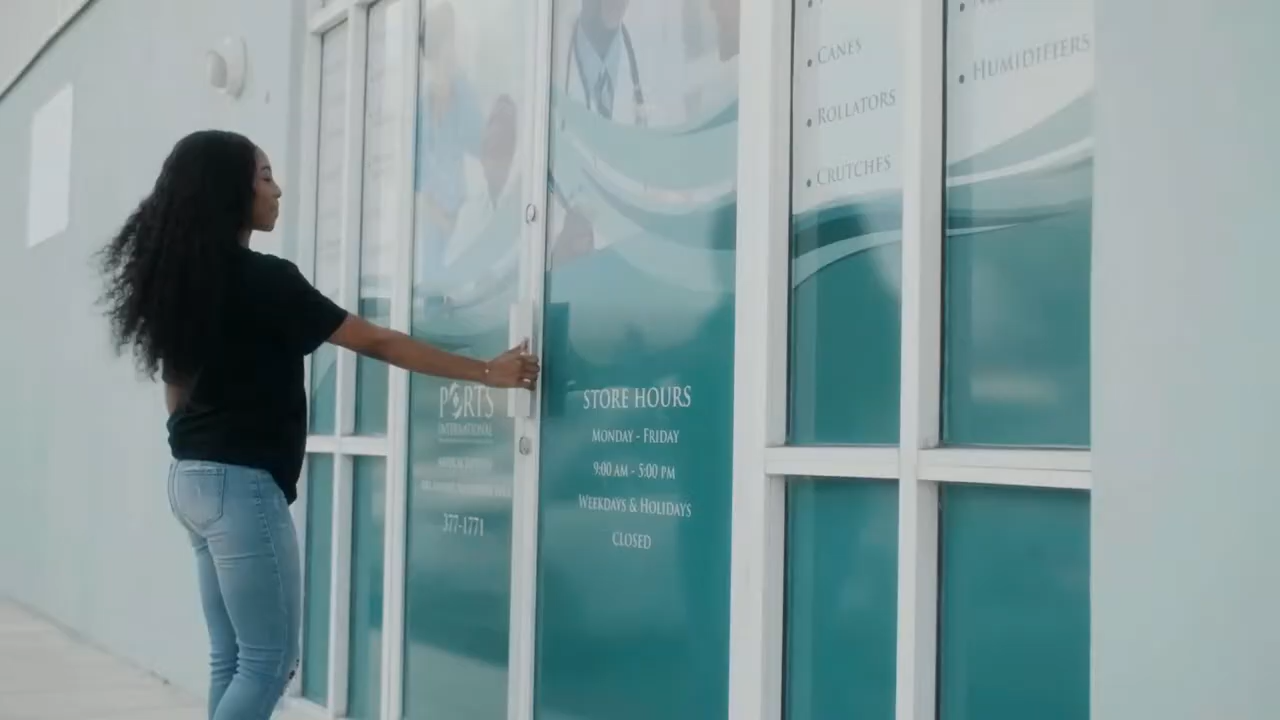 PORTS
INTERNATIONAL
377-1771
STORE HOURS
MONDAY - FRIDAY
9:00 AM - 5:00 PM
WEEKDAYS & HOLIDAYS
CLOSED
• CANES
• ROLLATORS
• CRUTCHES
• HUMIDIFIERS